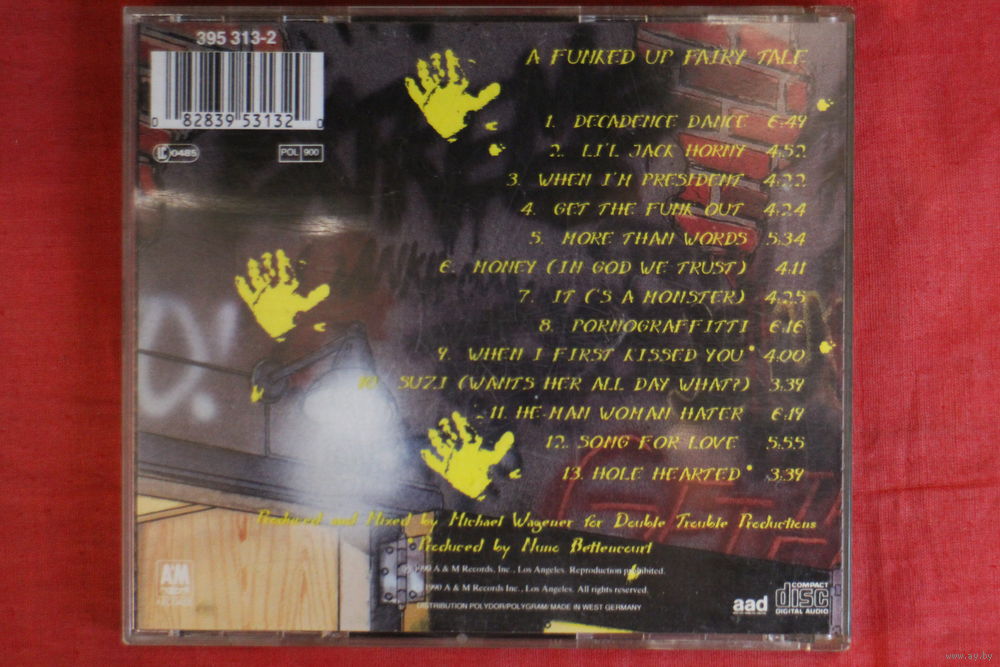 395 313-2
A FUNKED UP FAIRY TALE
0 82839 53132 0
LC 0485
POL 900
1. DECADENCE DANCE 6:49
2. LI'L JACK HORNY 4:52
3. WHEN I'M PRESIDENT 4:22
4. GET THE FUNK OUT 4:24
5. MORE THAN WORDS 5:34
6. MONEY (IN GOD WE TRUST) 4:11
7. IT ('S A MONSTER) 4:25
8. PORNOGRAFFITTI 6:16
9. WHEN I FIRST KISSED YOU• 4:00
10. SUZI (WANTS HER ALL DAY WHAT?) 3:39
11. HE-MAN WOMAN HATER 6:19
12. SONG FOR LOVE 5:55
13. HOLE HEARTED• 3:39
Produced and Mixed by Michael Wagener for Double Trouble Productions
•Produced by Nuno Bettencourt
1990 A & M Records, Inc., Los Angeles. Reproduction prohibited.
1990 A & M Records Inc., Los Angeles. All rights reserved.
DISTRIBUTION POLYDOR/POLYGRAM/MADE IN WEST GERMANY
A&M
aad
COMPACT
disc
DIGITAL AUDIO
www.ay.by